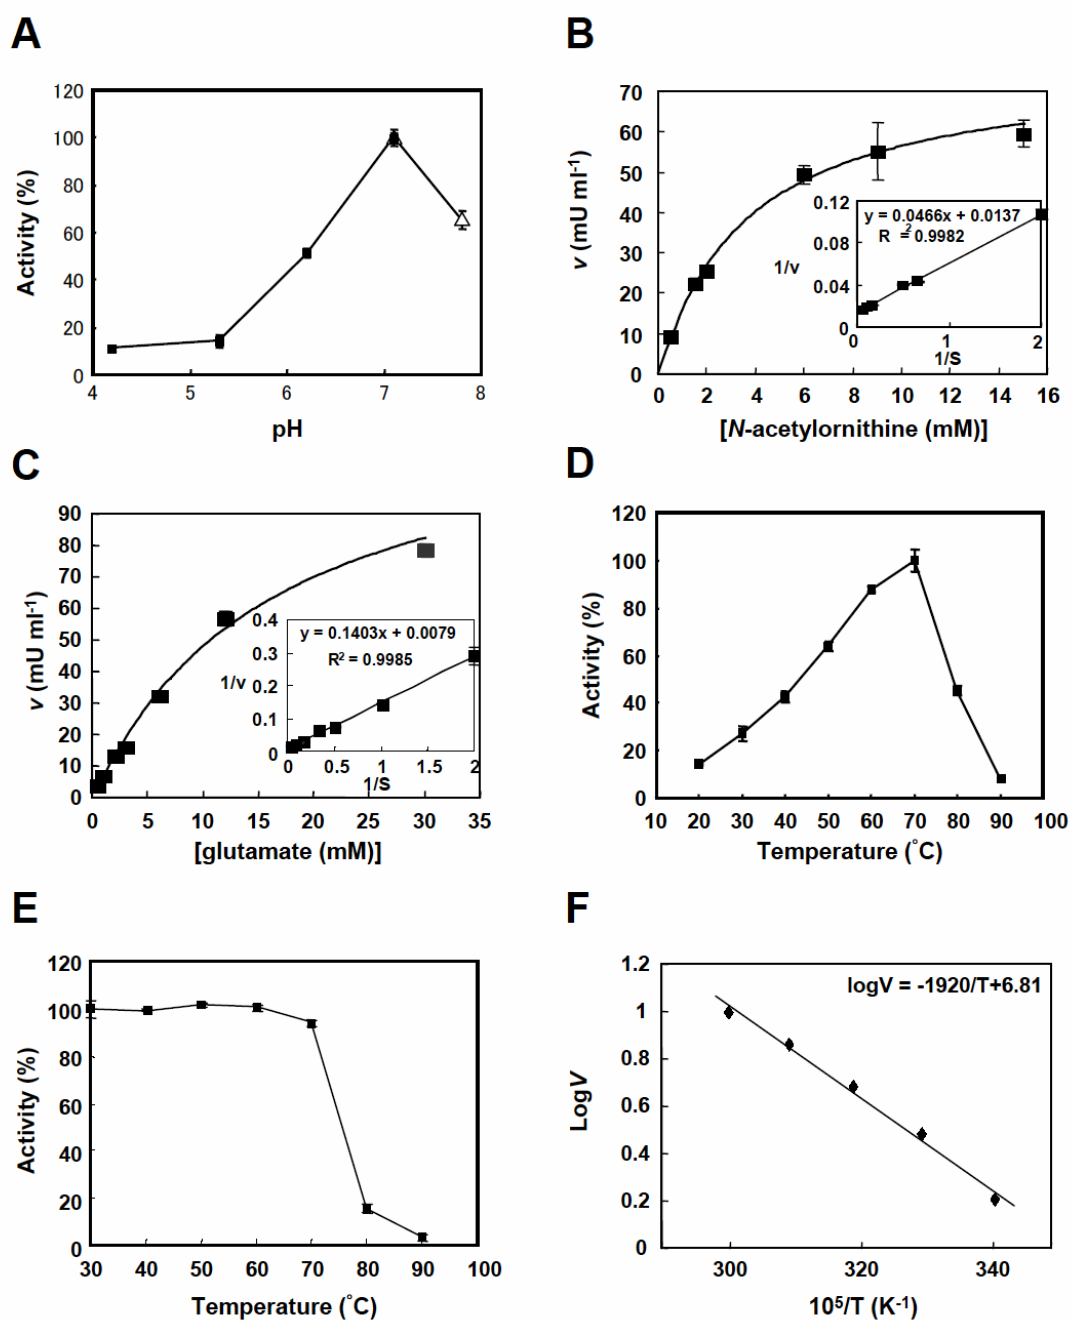 A
120
100
80
60
40
20
0
Activity (%)
4 5 6 7 8
pH
B
70
60
50
40
30
20
10
0
v (mU ml-1)
0 2 4 6 8 10 12 14 16
[N-acetylornithine (mM)]
0.12
0.08
0.04
0
1/v
y = 0.0466x + 0.0137
R2 = 0.9982
0 1 2
1/S
C
90
80
70
60
50
40
30
20
10
0
v (mU ml-1)
0 5 10 15 20 25 30 35
[glutamate (mM)]
0.4
0.3
0.2
0.1
0
1/v
y = 0.1403x + 0.0079
R2 = 0.9985
0 0.5 1 1.5 2
1/S
D
120
100
80
60
40
20
0
Activity (%)
10 20 30 40 50 60 70 80 90 100
Temperature (°C)
E
120
100
80
60
40
20
0
Activity (%)
30 40 50 60 70 80 90 100
Temperature (°C)
F
1.2
1
0.8
0.6
0.4
0.2
0
LogV
logV = -1920/T+6.81
300 320 340
10⁵/T (K-1)